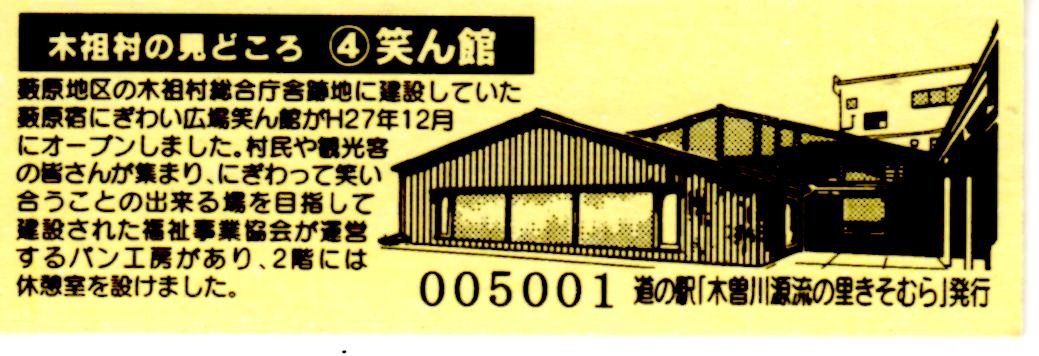 木祖村の見どころ ④笑ん館
藪原地区の木祖村総合庁舎跡地に建設していた
藪原宿にぎわい広場笑ん館がH27年12月
にオープンしました。村民や観光客
の皆さんが集まり、にぎわって笑い
合うことの出来る場を目指して
建設された福祉事業協会が運営
するパン工房があり、2階には
休憩室を設けました。
005001 道の駅「木曽川源流の里きそむら」発行